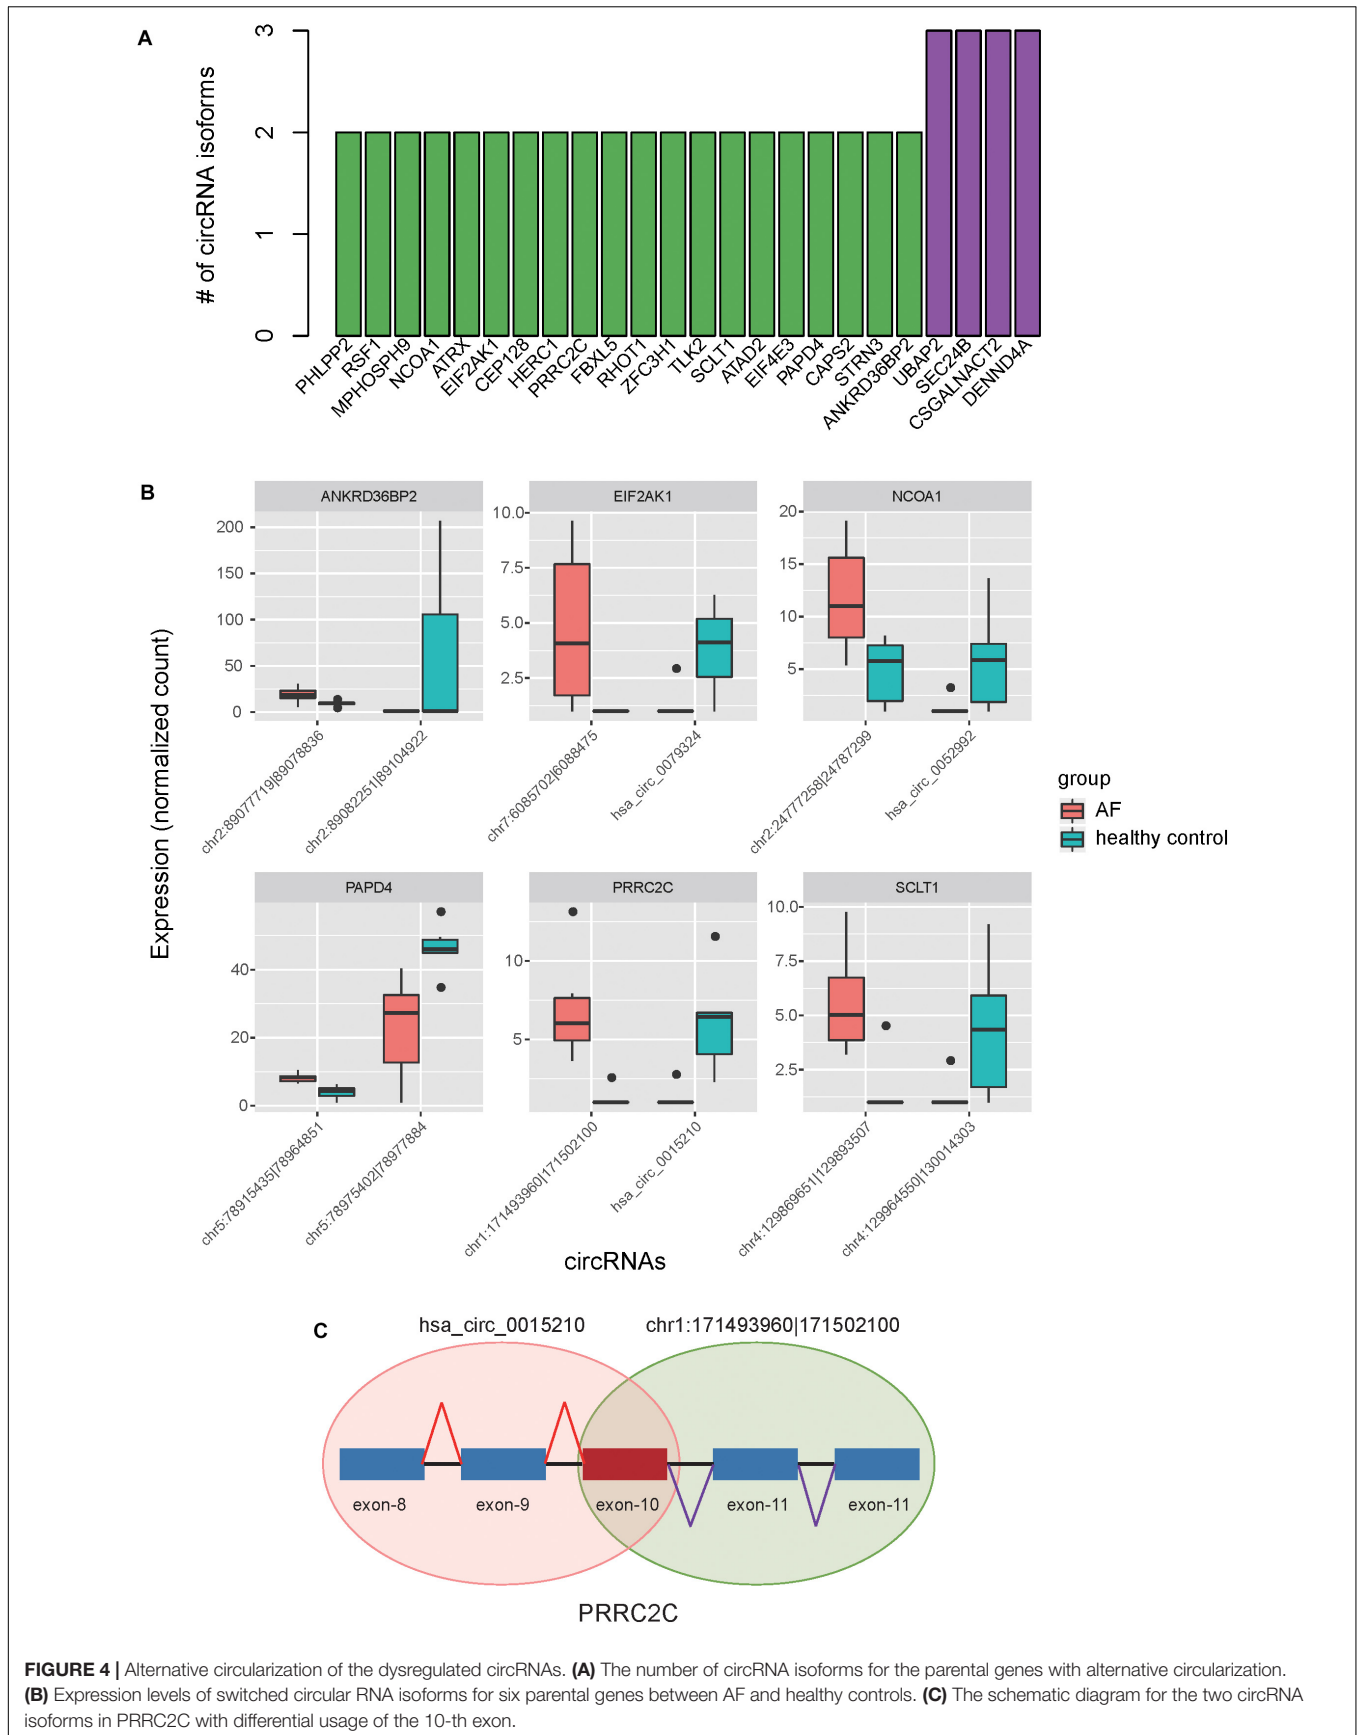 A
# of circRNA isoforms
3
2
1
0
PHLPP2
RSF1
MPHOSPH9
NCOA1
ATRX
EIF2AK1
CEP128
HERC1
PRRC2C
FBXL5
RHOT1
ZFC3H1
TLK2
SCLT1
ATAD2
EIF4E3
PAPD4
CAPS2
STRN3
ANKRD36BP2
UBAP2
SEC24B
CSGALNACT2
DENND4A
B
Expression (normalized count)
ANKRD36BP2
200
150
100
50
0
chr2:89077719|89078836
chr2:89082251|89104922
EIF2AK1
10.0
7.5
5.0
2.5
chr7:6085702|6088475
hsa_circ_0079324
NCOA1
20
15
10
5
chr2:24777258|24787299
hsa_circ_0052992
group
AF
healthy control
PAPD4
40
20
0
chr5:78915435|78964851
chr5:78975402|78977884
PRRC2C
10
5
chr1:171493960|171502100
hsa_circ_0015210
SCLT1
10.0
7.5
5.0
2.5
chr4:129869651|129893507
chr4:129964550|130014303
circRNAs
C
hsa_circ_0015210
chr1:171493960|171502100
exon-8
exon-9
exon-10
exon-11
exon-11
PRRC2C
FIGURE 4 | Alternative circularization of the dysregulated circRNAs. (A) The number of circRNA isoforms for the parental genes with alternative circularization.
(B) Expression levels of switched circular RNA isoforms for six parental genes between AF and healthy controls. (C) The schematic diagram for the two circRNA
isoforms in PRRC2C with differential usage of the 10-th exon.